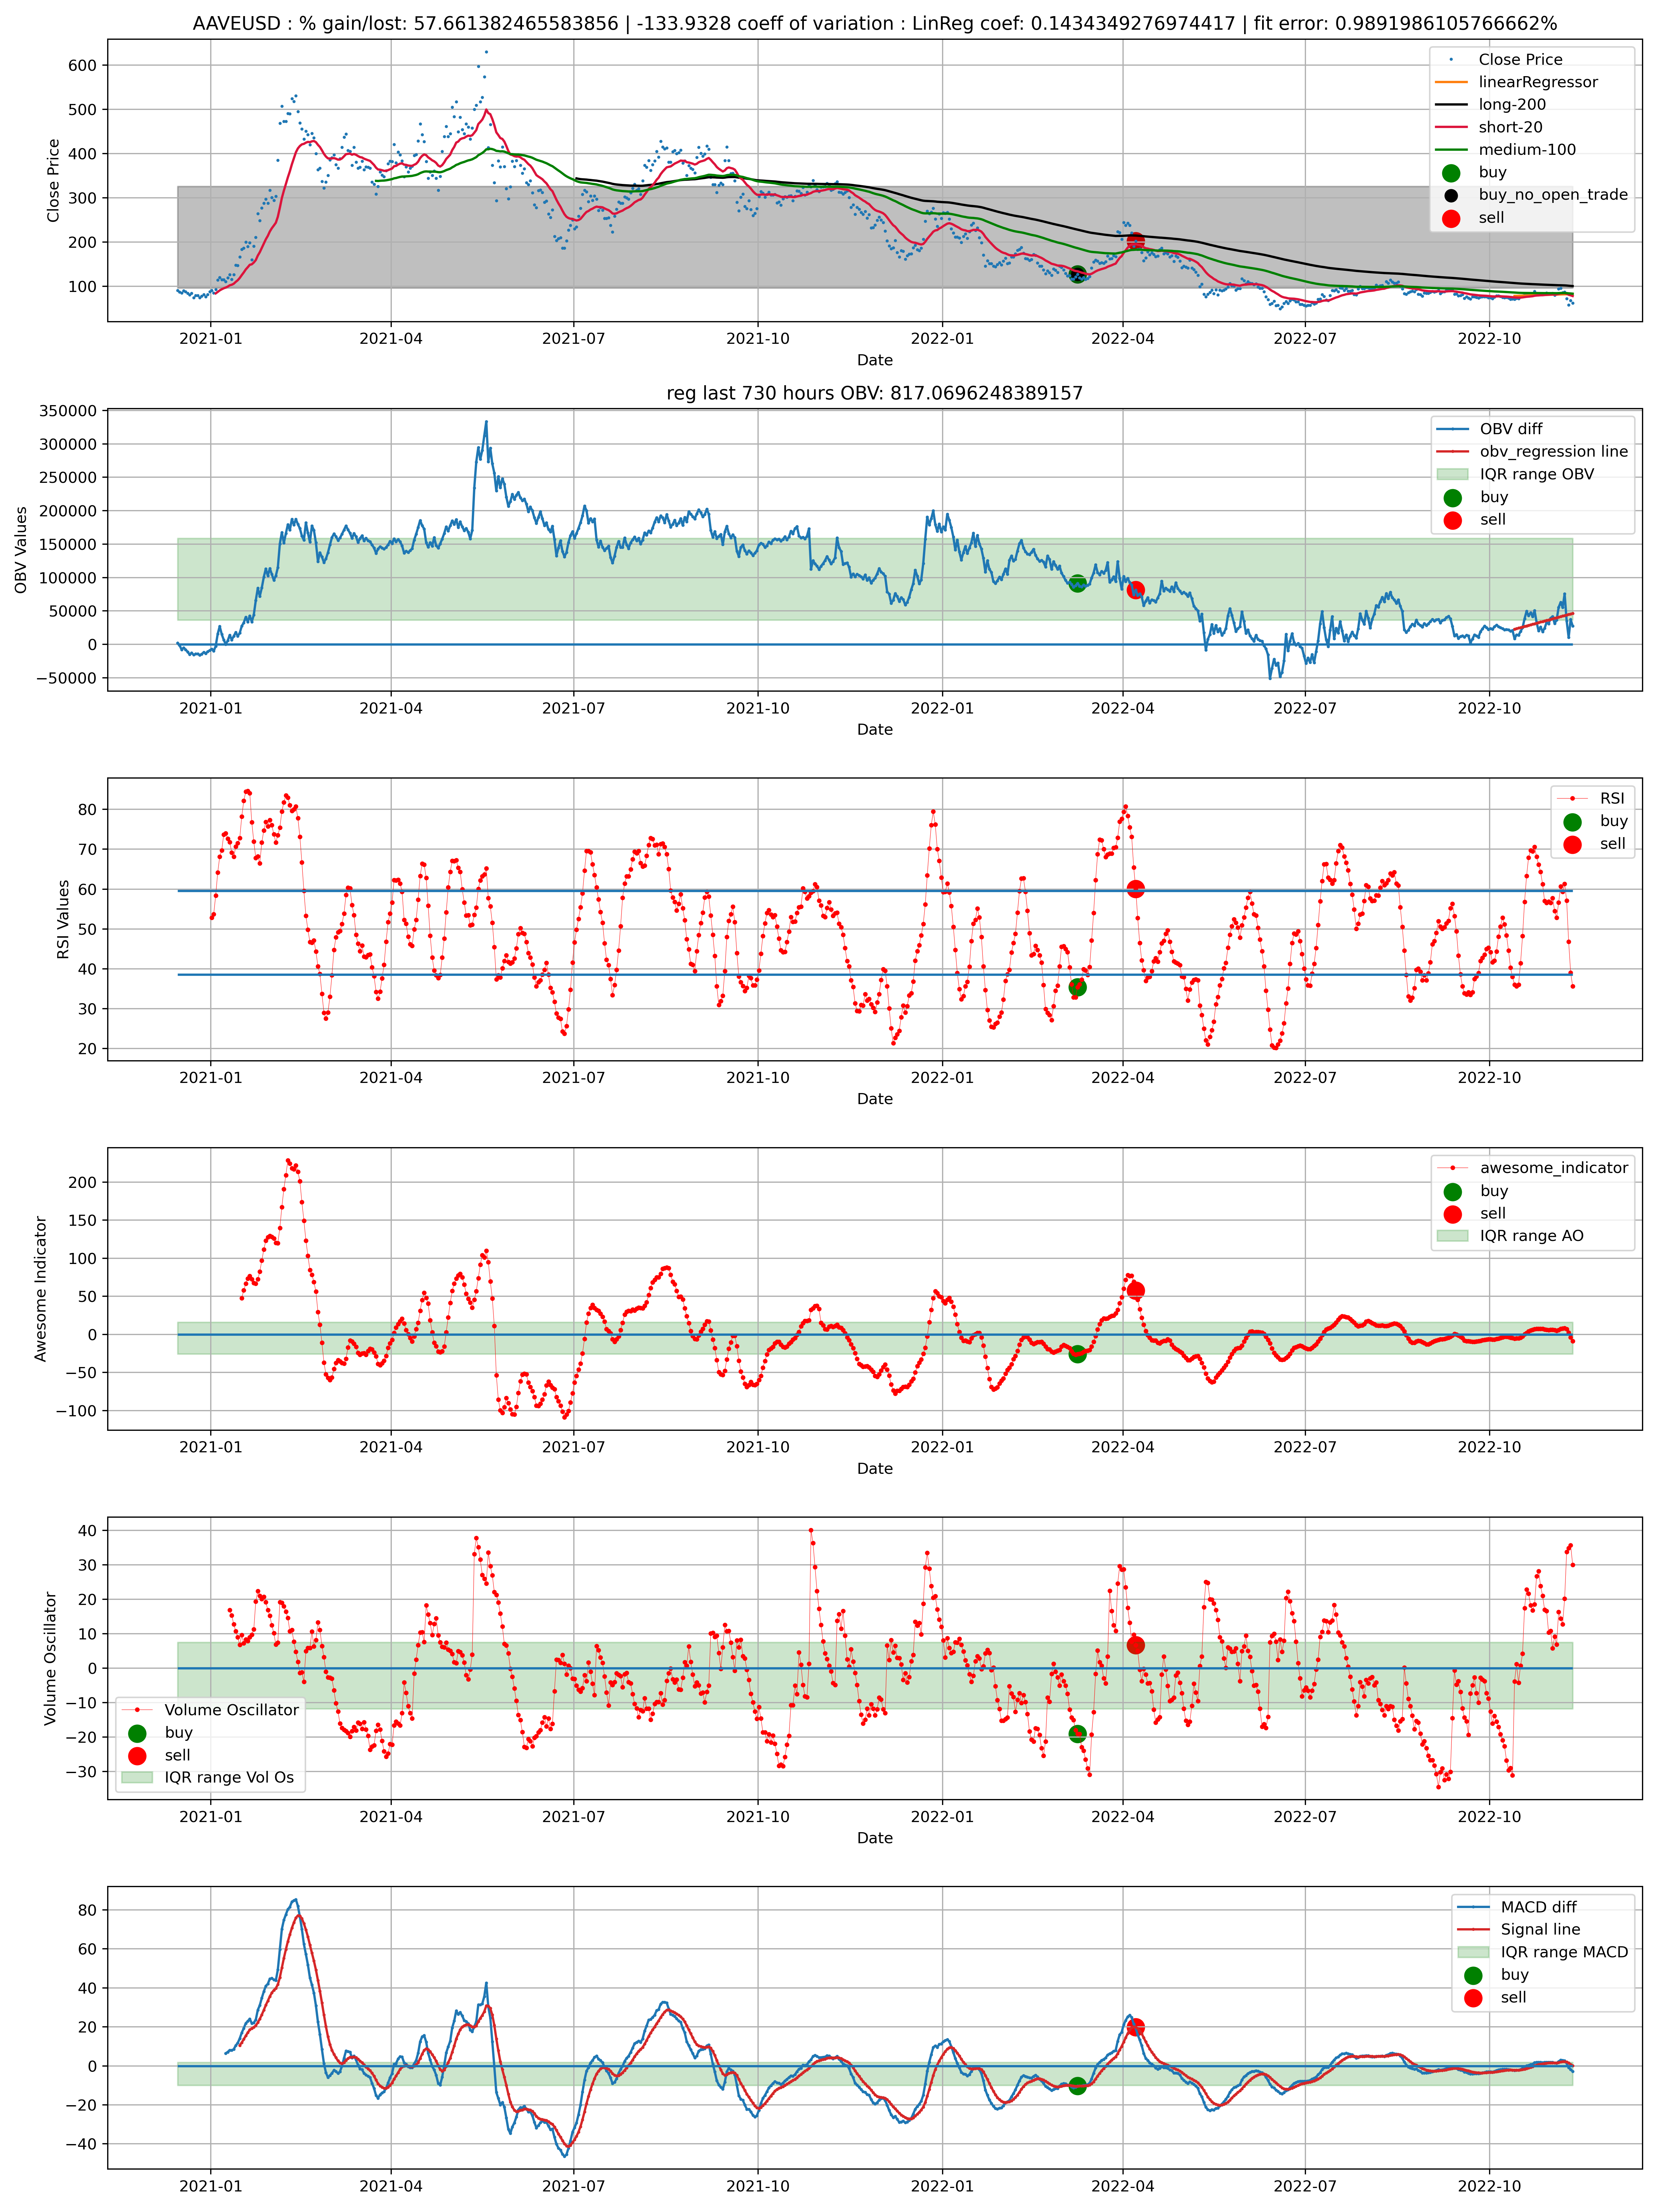 AAVEUSD : % gain/lost: 57.661382465583856 | -133.9328 coeff of variation : LinReg coef: 0.1434349276974417 | fit error: 0.9891986105766662%
600
500
400
300
200
100
Close Price
Close Price
linearRegressor
long-200
short-20
medium-100
buy
buy_no_open_trade
sell
2021-01 2021-04 2021-07 2021-10 2022-01 2022-04 2022-07 2022-10
Date
reg last 730 hours OBV: 817.0696248389157
350000
300000
250000
200000
150000
100000
50000
0
−50000
OBV Values
OBV diff
obv_regression line
IQR range OBV
buy
sell
2021-01 2021-04 2021-07 2021-10 2022-01 2022-04 2022-07 2022-10
Date
80
70
60
50
40
30
20
RSI Values
RSI
buy
sell
2021-01 2021-04 2021-07 2021-10 2022-01 2022-04 2022-07 2022-10
Date
200
150
100
50
0
−50
−100
Awesome Indicator
awesome_indicator
buy
sell
IQR range AO
2021-01 2021-04 2021-07 2021-10 2022-01 2022-04 2022-07 2022-10
Date
40
30
20
10
0
−10
−20
−30
Volume Oscillator
Volume Oscillator
buy
sell
IQR range Vol Os
2021-01 2021-04 2021-07 2021-10 2022-01 2022-04 2022-07 2022-10
Date
80
60
40
20
0
−20
−40
MACD diff
Signal line
IQR range MACD
buy
sell
2021-01 2021-04 2021-07 2021-10 2022-01 2022-04 2022-07 2022-10